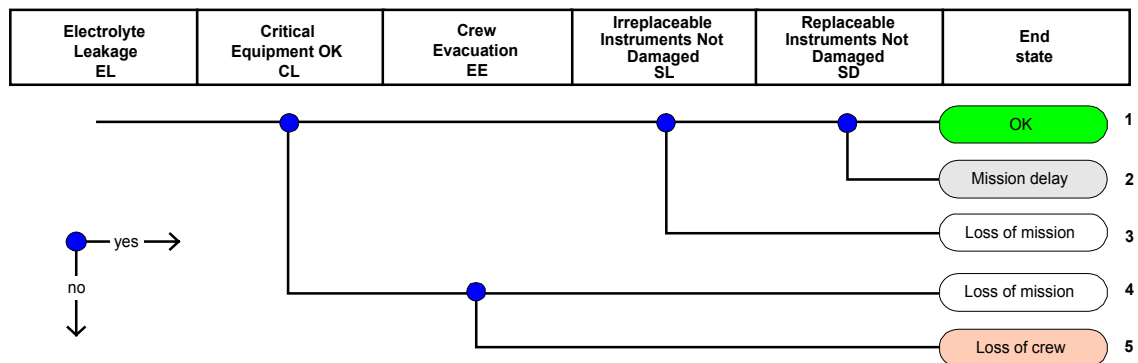 Electrolyte
Leakage
EL
Critical
Equipment OK
CL
Crew
Evacuation
EE
Irreplaceable
Instruments Not
Damaged
SL
Replaceable
Instruments Not
Damaged
SD
End
state
OK
1
Mission delay
2
Loss of mission
3
Loss of mission
4
Loss of crew
5
yes
no